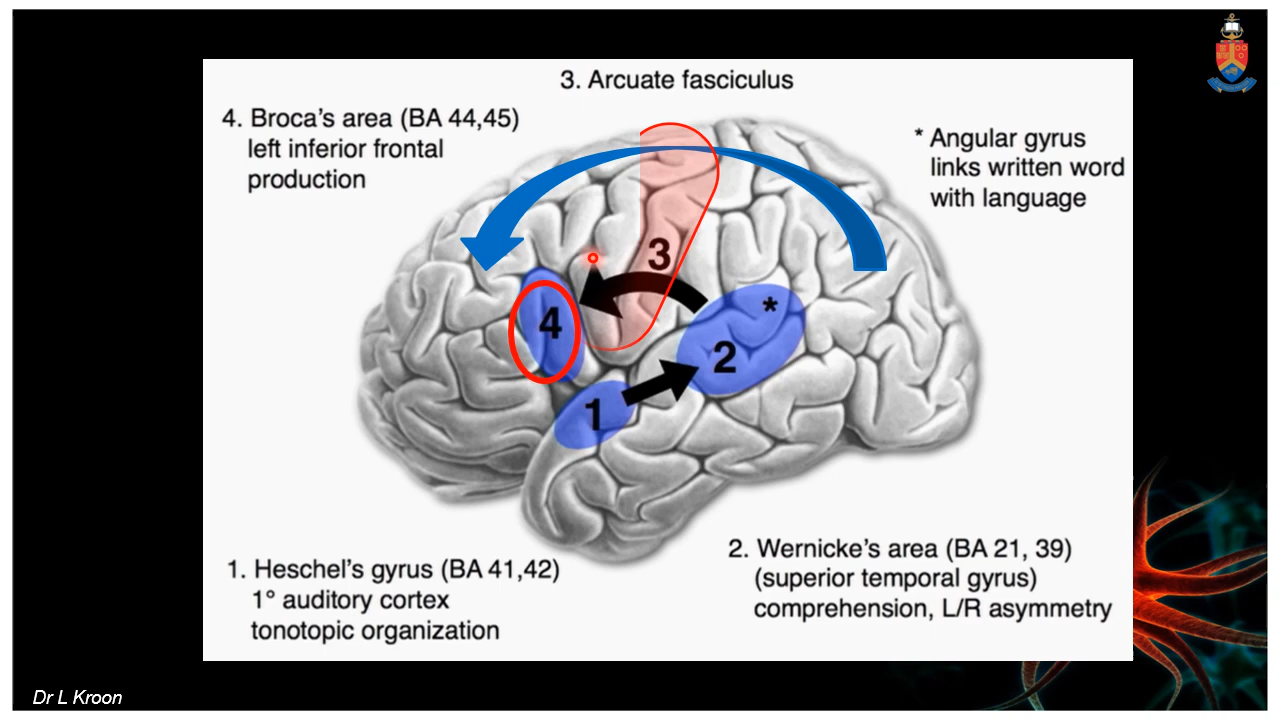 3. Arcuate fasciculus
4. Broca's area (BA 44,45)
left inferior frontal
production
* Angular gyrus
links written word
with language
3
4
*
2
1
1. Heschel's gyrus (BA 41,42)
1° auditory cortex
tonotopic organization
2. Wernicke's area (BA 21, 39)
(superior temporal gyrus)
comprehension, L/R asymmetry
Dr L Kroon